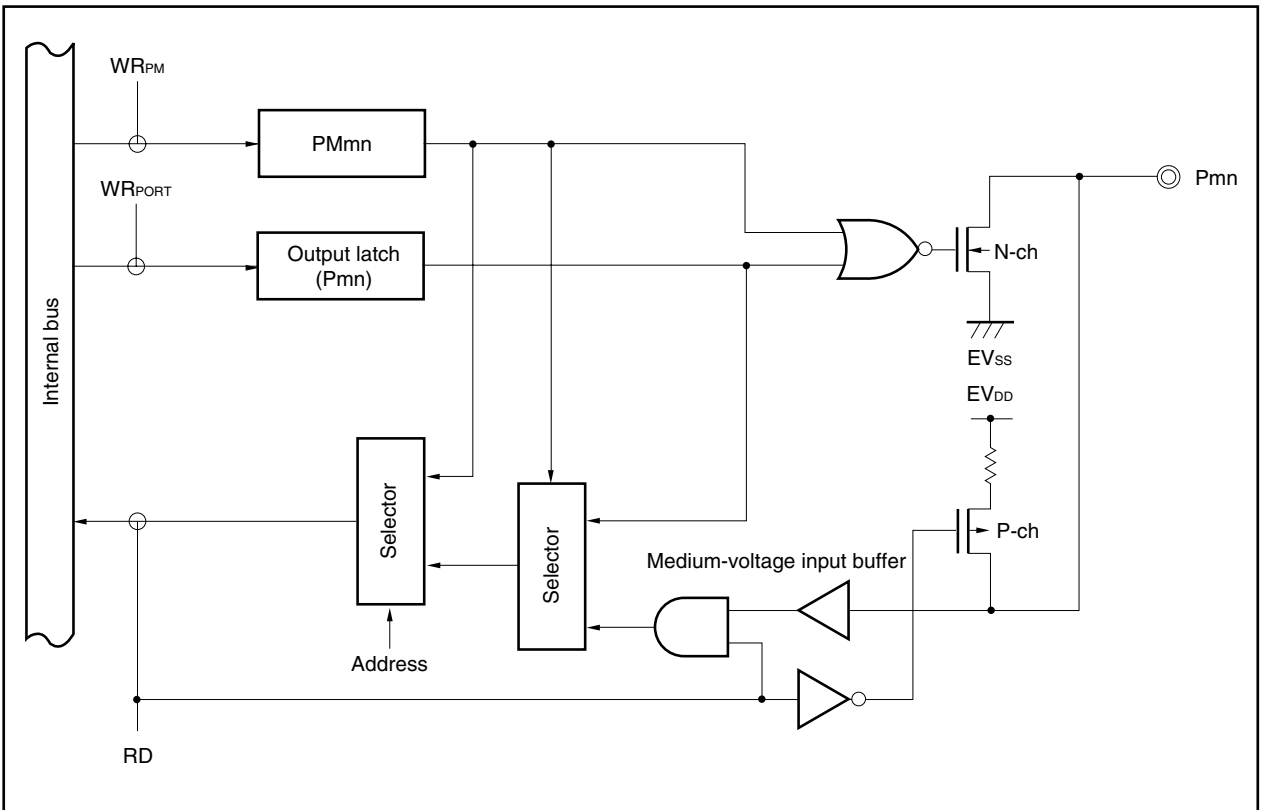 WRPM
PMmn
WRPORT
Output latch
(Pmn)
Internal bus
Pmn
N-ch
EVSS
EVDD
P-ch
Selector
Selector
Medium-voltage input buffer
Address
RD